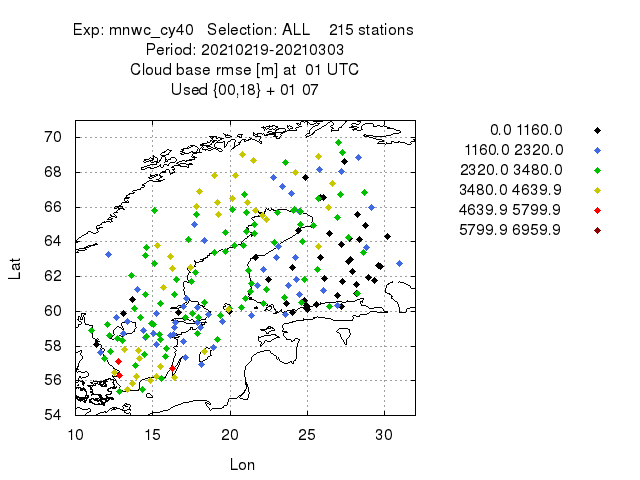 Exp: mnwc_cy40   Selection: ALL    215 stations
Period: 20210219-20210303
Cloud base rmse [m] at  01 UTC
Used {00,18} + 01 07
0.0 1160.0
1160.0 2320.0
2320.0 3480.0
3480.0 4639.9
4639.9 5799.9
5799.9 6959.9
Lat
70
68
66
64
62
60
58
56
54
10 15 20 25 30
Lon